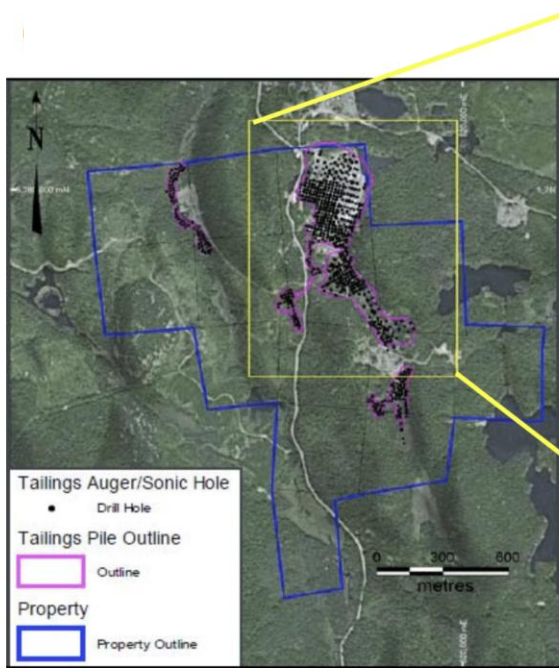 N
Tailings Auger/Sonic Hole
Drill Hole
Tailings Pile Outline
Outline
Property
Property Outline
0 300 600
metres